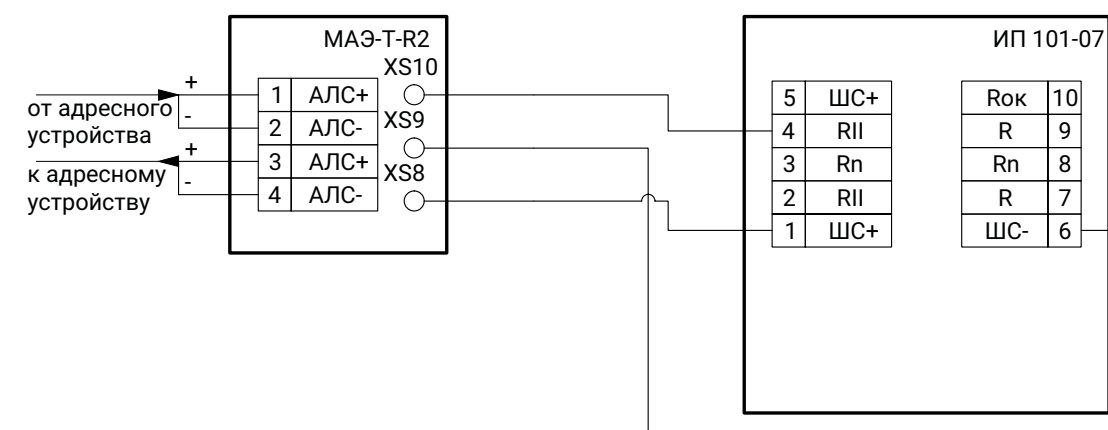 МАЭ-T-R2
XS10
+
от адресного
-
устройства
1 АЛС+
2 АЛС-
XS9
+
к адресному
-
устройству
3 АЛС+
4 АЛС-
XS8
ИП 101-07
5 ШС+
4 RII
3 Rn
2 RII
1 ШС+
Rок 10
R 9
Rn 8
R 7
ШС- 6